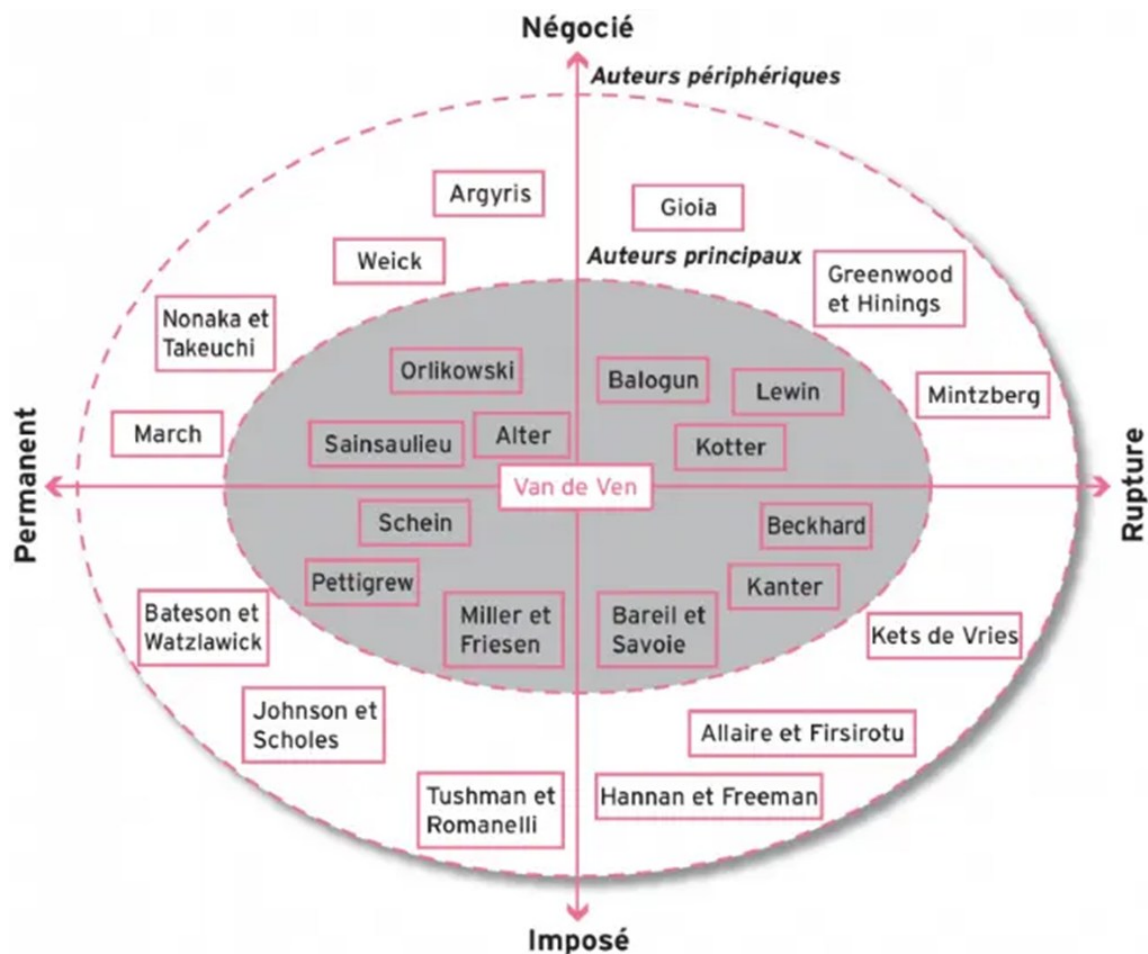 Négocié
Auteurs périphériques
Argyris
Gioia
Weick
Auteurs principaux
Greenwood
et Hinings
Nonaka et
Takeuchi
Orlikowski
Balogun
Lewin
Mintzberg
March
Sainsaulieu
Alter
Kotter
Permanent
Van de Ven
Rupture
Schein
Beckhard
Pettigrew
Kanter
Bateson et
Watzlawick
Miller et
Friesen
Bareil et
Savoie
Kets de Vries
Johnson et
Scholes
Allaire et Firsirotu
Tushman et
Romanelli
Hannan et Freeman
Imposé